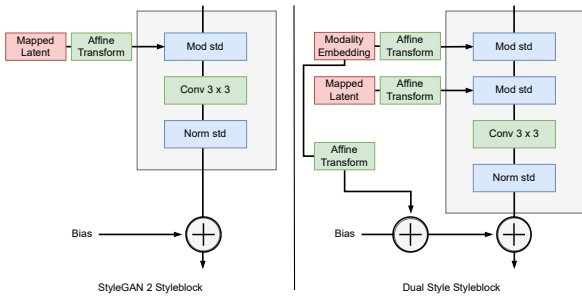 Mapped
Latent
Affine
Transform
Mod std
Conv 3 x 3
Norm std
Bias
StyleGAN 2 Styleblock
Modality
Embedding
Affine
Transform
Mod std
Mapped
Latent
Affine
Transform
Mod std
Conv 3 x 3
Affine
Transform
Norm std
Bias
Dual Style Styleblock